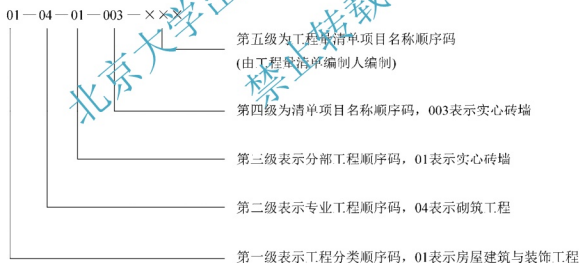 01－04－01－003－×××
第五级为工程量清单项目名称顺序码
(由工程量清单编制人编制)
第四级为清单项目名称顺序码，003表示实心砖墙
第三级表示分部工程顺序码，01表示实心砖墙
第二级表示专业工程顺序码，04表示砌筑工程
第一级表示工程分类顺序码，01表示房屋建筑与装饰工程
北京大学
禁止转载